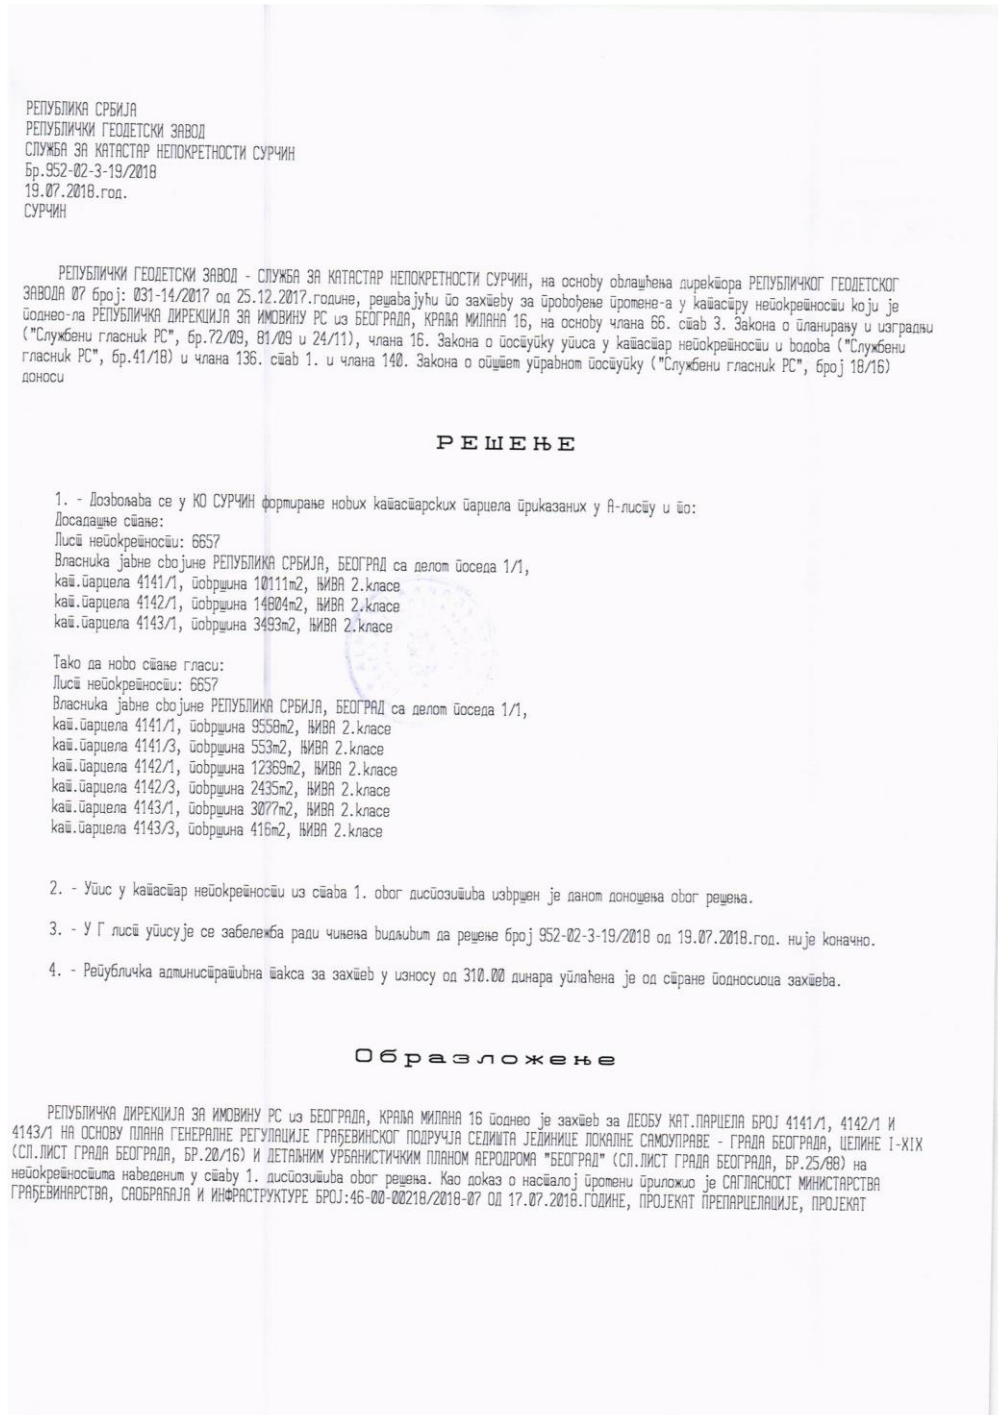 РЕПУБЛИКА СРБИЈА
РЕПУБЛИЧКИ ГЕОДЕТСКИ ЗАВОД
СЛУЖБА ЗА КАТАСТАР НЕПОКРЕТНОСТИ СУРЧИН
Бр.952-02-3-19/2018
19.07.2018.год.
СУРЧИН
РЕПУБЛИЧКИ ГЕОДЕТСКИ ЗАВОД - СЛУЖБА ЗА КАТАСТАР НЕПОКРЕТНОСТИ СУРЧИН, на основу овлашћења директора РЕПУБЛИЧКОГ ГЕОДЕТСКОГ
ЗАВОДА 07 број: 031-14/2017 од 25.12.2017.године, решавајући по захтеву за провођење промене-а у катастру непокретности који је
поднео-ла РЕПУБЛИЧКА ДИРЕКЦИЈА ЗА ИМОВИНУ РС из БЕОГРАДА, КРАЉА МИЛАНА 16, на основу члана 66. став 3. Закона о планирању и изградњи
("Службени гласник РС", бр.72/09, 81/09 и 24/11), члана 16. Закона о поступку уписа у катастар непокретности и водова ("Службени
гласник РС", бр.41/18) и члана 136. став 1. и члана 140. Закона о општем управном поступку ("Службени гласник РС", број 18/16)
доноси
РЕШЕЊЕ
1. - Дозвољава се у КО СУРЧИН формирање нових катастарских парцела приказаних у А-листу и то:
Досадашње стање:
Лист непокретности: 6657
Власника јавне својине РЕПУБЛИКА СРБИЈА, БЕОГРАД са делом поседа 1/1,
кат.парцела 4141/1, површина 10111m2, ЊИВА 2.класе
кат.парцела 4142/1, површина 14804m2, ЊИВА 2.класе
кат.парцела 4143/1, површина 3493m2, ЊИВА 2.класе
Тако да ново стање гласи:
Лист непокретности: 6657
Власника јавне својине РЕПУБЛИКА СРБИЈА, БЕОГРАД са делом поседа 1/1,
кат.парцела 4141/1, површина 9558m2, ЊИВА 2.класе
кат.парцела 4141/3, површина 553m2, ЊИВА 2.класе
кат.парцела 4142/1, површина 12369m2, ЊИВА 2.класе
кат.парцела 4142/3, површина 2435m2, ЊИВА 2.класе
кат.парцела 4143/1, површина 3077m2, ЊИВА 2.класе
кат.парцела 4143/3, површина 416m2, ЊИВА 2.класе
2. - Упис у катастар непокретности из става 1. овог диспозитива извршен је даном доношења овог решења.
3. - У Г лист уписује се забележба ради чињења видљивим да решење број 952-02-3-19/2018 од 19.07.2018.год. није коначно.
4. - Републичка административна такса за захтев у износу од 310.00 динара уплаћена је од стране подносиоца захтева.
Образложење
РЕПУБЛИЧКА ДИРЕКЦИЈА ЗА ИМОВИНУ РС из БЕОГРАДА, КРАЉА МИЛАНА 16 поднео је захтев за ДЕОБУ КАТ.ПАРЦЕЛА БРОЈ 4141/1, 4142/1 И
4143/1 НА ОСНОВУ ПЛАНА ГЕНЕРАЛНЕ РЕГУЛАЦИЈЕ ГРАЂЕВИНСКОГ ПОДРУЧЈА СЕДИШТА ЈЕДИНИЦЕ ЛОКАЛНЕ САМОУПРАВЕ - ГРАДА БЕОГРАДА, ЦЕЛИНЕ I-XIX
(СЛ.ЛИСТ ГРАДА БЕОГРАДА, БР.20/16) И ДЕТАЉНИМ УРБАНИСТИЧКИМ ПЛАНОМ АЕРОДРОМА "БЕОГРАД" (СЛ.ЛИСТ ГРАДА БЕОГРАДА, БР.25/88) на
непокретностима наведеним у ставу 1. диспозитива овог решења. Као доказ о насталој промени приложио је САГЛАСНОСТ МИНИСТАРСТВА
ГРАЂЕВИНАРСТВА, САОБРАЋАЈА И ИНФРАСТРУКТУРЕ БРОЈ:46-00-00218/2018-07 ОД 17.07.2018.ГОДИНЕ, ПРОЈЕКАТ ПРЕПАРЦЕЛАЦИЈЕ, ПРОЈЕКАТ